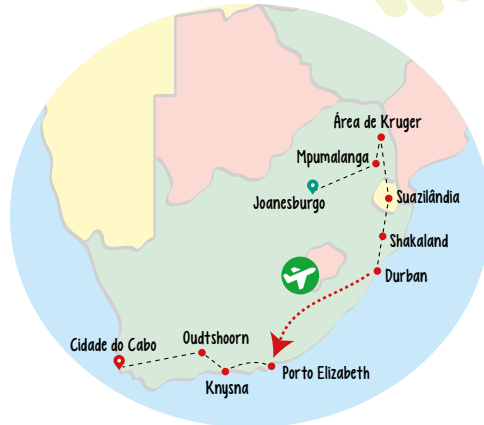 Área de Kruger
Mpumalanga
Joanesburgo
Suazilândia
Shakaland
Durban
Cidade do Cabo
Oudtshoorn
Knysna
Porto Elizabeth